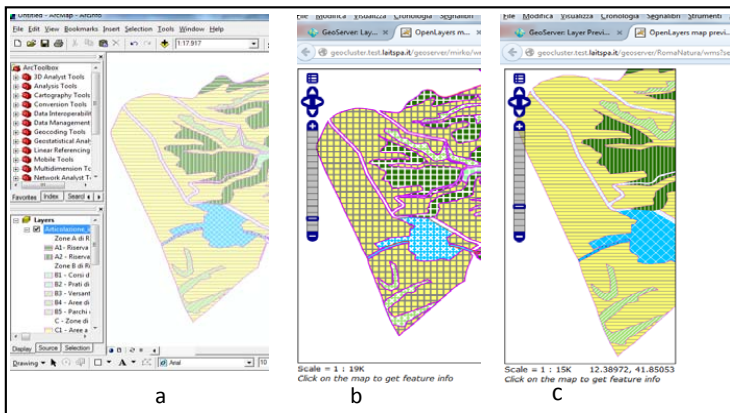 Untitled - ArcMap - ArcInfo
File Edit View Bookmarks Insert Selection Tools Window Help
1:17.917
ArcToolbox
3D Analyst Tools
Analysis Tools
Cartography Tools
Conversion Tools
Data Interoperabili
Data Management
Geocoding Tools
Geostatistical Anal
Linear Referencing
Mobile Tools
Multidimension To
Network Analyst T
Favorites Index Search
Layers
Articolazione_
Zone A di R
A1 - Riserva
A2 - Riserva
Zone B di R
B1 - Corsi d
B2 - Prati di
B3 - Versant
B4 - Aree di
B5 - Parchi e
C - Zone di
C1 - Aree a
Display Source Selection
Drawing A Arial 10
a
File Modifica Visualizza Cronologia Segnalibri
GeoServer: Lay... OpenLayers m...
geocluster.test.laitspa.it/geoserver/mirko/w
Scale = 1 : 19K
Click on the map to get feature info
b
File Modifica Visualizza Cronologia Segnalibri Strumenti
GeoServer: Layer Previ... OpenLayers map previ...
geocluster.test.laitspa.it/geoserver/RomaNatura/wms?se
Scale = 1 : 15K 12.38972, 41.85053
Click on the map to get feature info
c